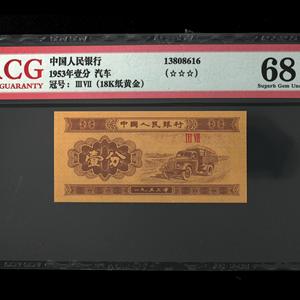 ACG
GUARANTY
中国人民银行
1953年壹分 汽车
冠号：ⅢⅦ（18K纸黄金）
13808616
（☆☆☆）
68
Superb Gem Unc
中国人民银行
III VII
壹分
一九五三年